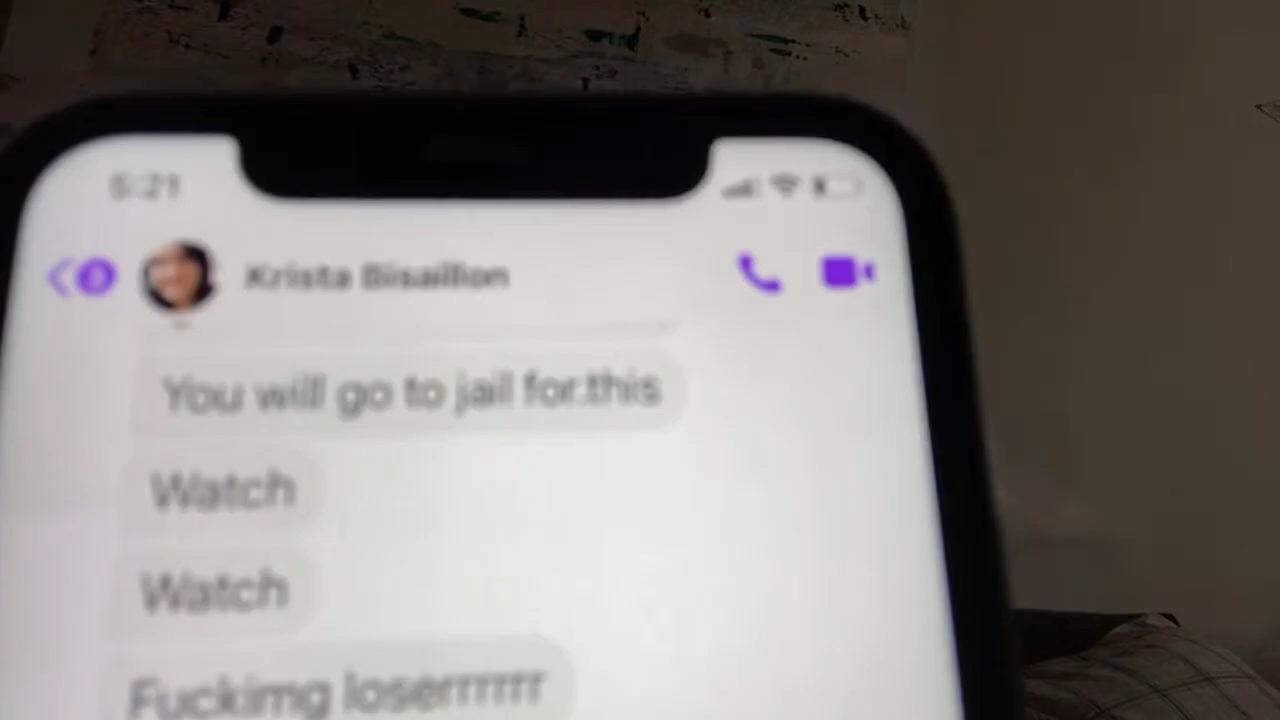 5:21
Krista Bisaillon
You will go to jail for.this
Watch
Watch
Fuckimg loserrrrrr